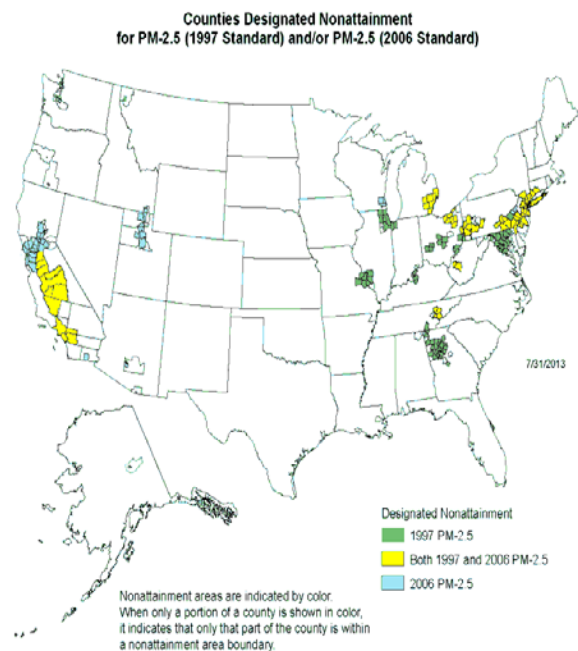 Counties Designated Nonattainment
for PM-2.5 (1997 Standard) and/or PM-2.5 (2006 Standard)
7/31/2013
Designated Nonattainment
1997 PM-2.5
Both 1997 and 2006 PM-2.5
2006 PM-2.5
Nonattainment areas are indicated by color.
When only a portion of a county is shown in color,
it indicates that only that part of the county is within
a nonattainment area boundary.